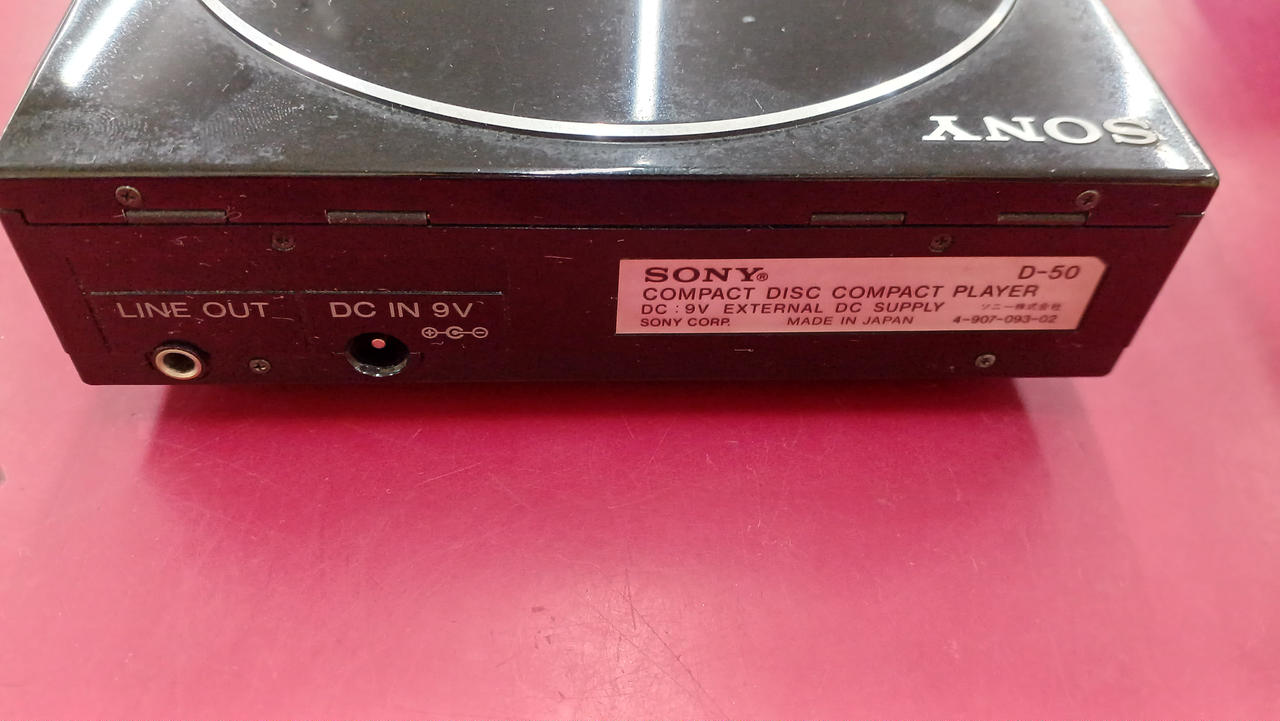 SONY
LINE OUT
DC IN 9V
SONY® D-50
COMPACT DISC COMPACT PLAYER
DC : 9V EXTERNAL DC SUPPLY ソニー株式会社
SONY CORP. MADE IN JAPAN 4-907-093-02